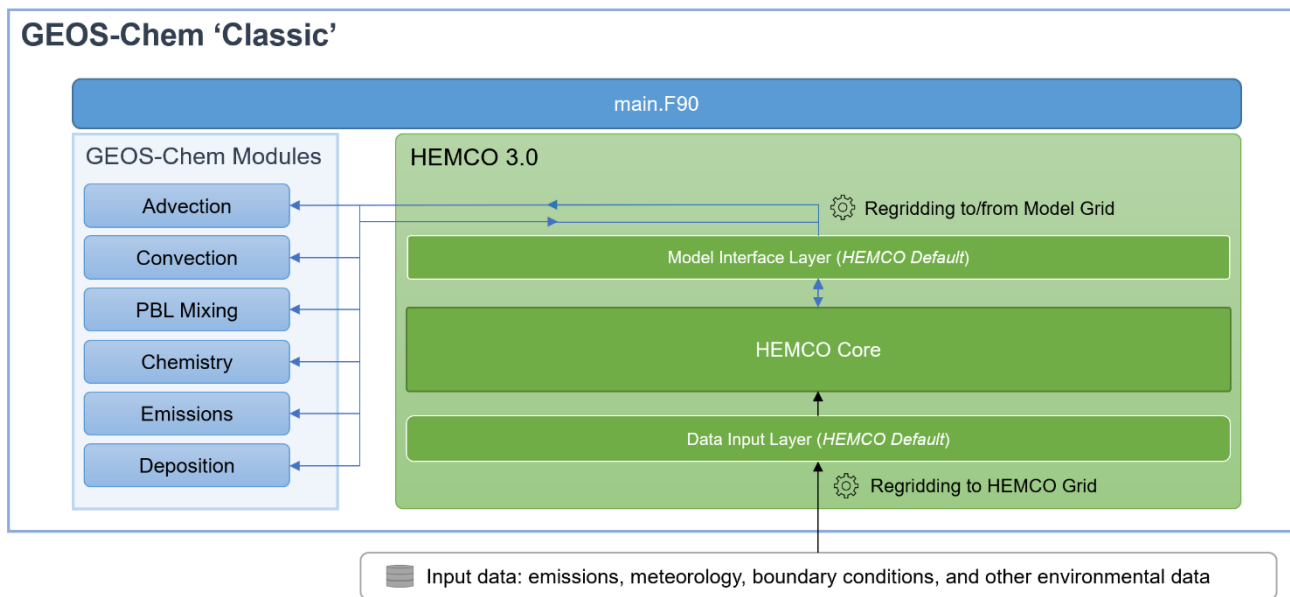 GEOS-Chem ‘Classic’
main.F90
GEOS-Chem Modules
Advection
Convection
PBL Mixing
Chemistry
Emissions
Deposition
HEMCO 3.0
Regridding to/from Model Grid
Model Interface Layer (HEMCO Default)
HEMCO Core
Data Input Layer (HEMCO Default)
Regridding to HEMCO Grid
Input data: emissions, meteorology, boundary conditions, and other environmental data